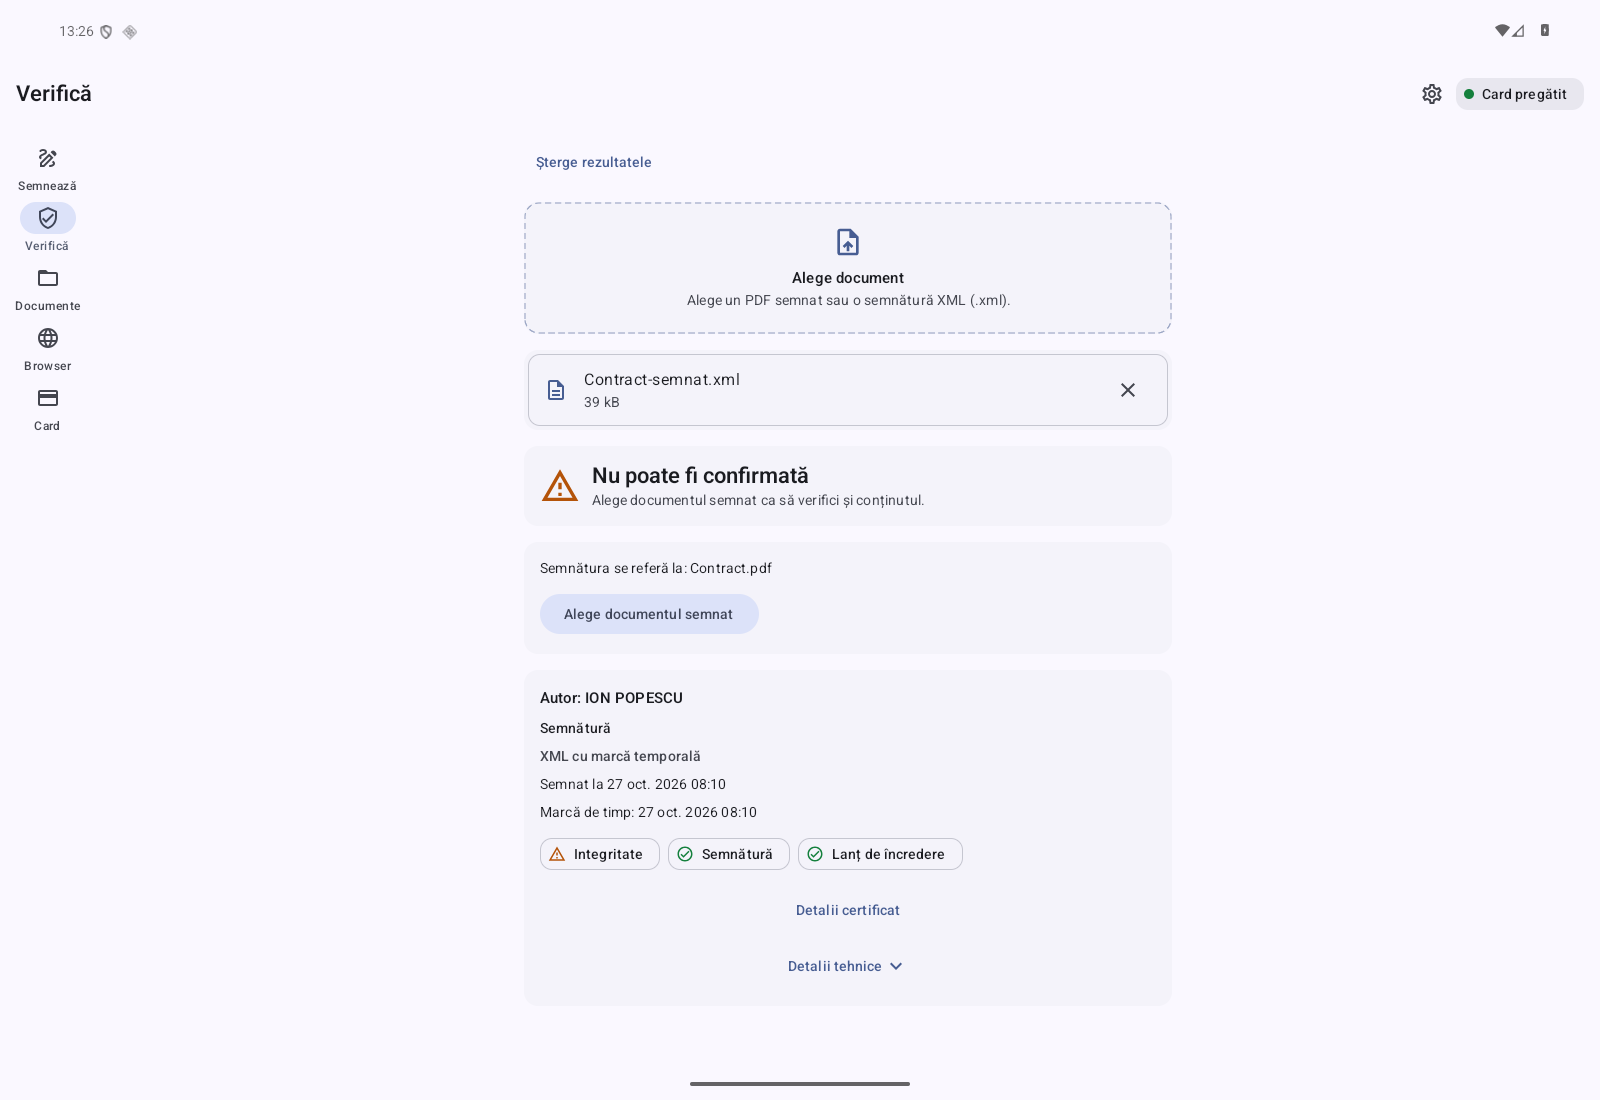 13:26
Verifică
Card pregătit
Semnează
Verifică
Documente
Browser
Card
Șterge rezultatele
Alege document
Alege un PDF semnat sau o semnătură XML (.xml).
Contract-semnat.xml
39 kB
Nu poate fi confirmată
Alege documentul semnat ca să verifici și conținutul.
Semnătura se referă la: Contract.pdf
Alege documentul semnat
Autor: ION POPESCU
Semnătură
XML cu marcă temporală
Semnat la 27 oct. 2026 08:10
Marcă de timp: 27 oct. 2026 08:10
Integritate
Semnătură
Lanț de încredere
Detalii certificat
Detalii tehnice